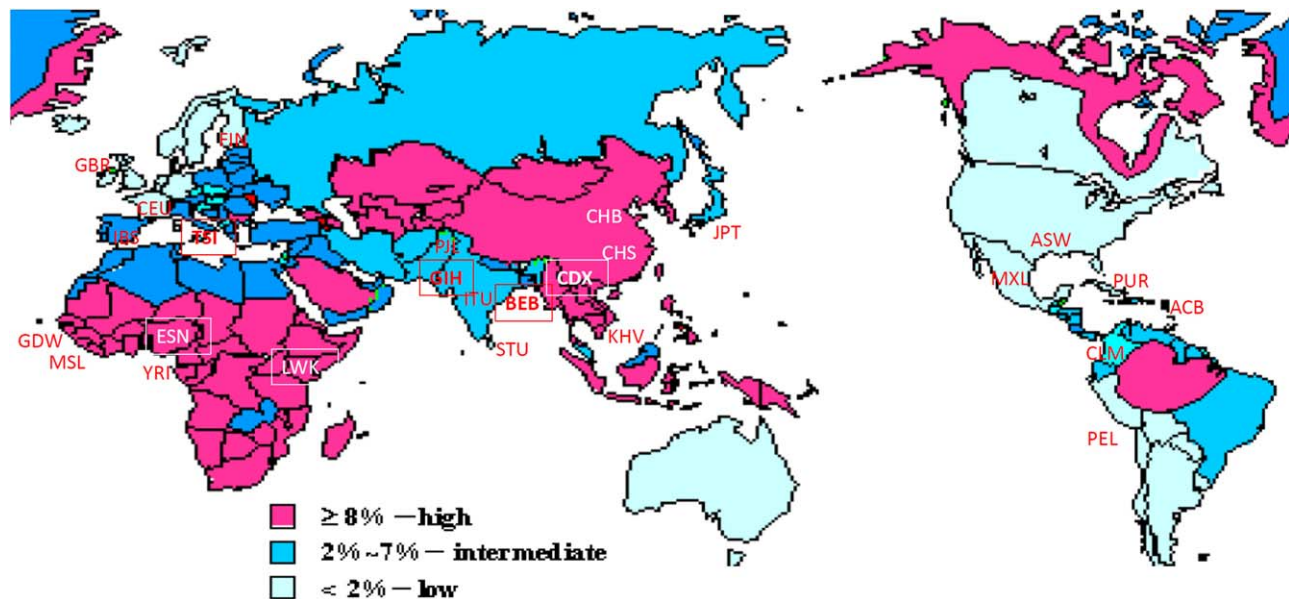 FIN
GBR
CEU
IBS
TSI
CHB
JPT
CHS
PJL
GIH
ITU
BEB
CDX
ASW
MXL
PUR
ACB
GDW
ESN
MSL
YRI
LWK
STU
KHV
CLM
PEL
≥ 8% — high
2% ~ 7% — intermediate
< 2% — low